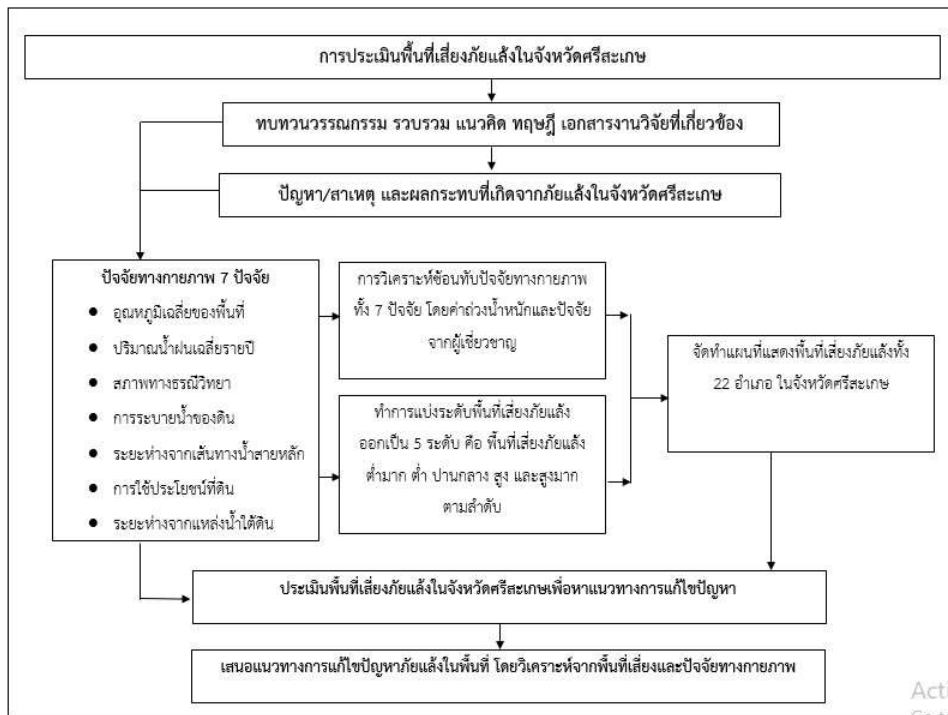 การประเมินพื้นที่เสี่ยงภัยแล้งในจังหวัดศรีสะเกษ
ทบทวนวรรณกรรม รวบรวม แนวคิด ทฤษฎี เอกสารงานวิจัยที่เกี่ยวข้อง
ปัญหา/สาเหตุ และผลกระทบที่เกิดจากภัยแล้งในจังหวัดศรีสะเกษ
ปัจจัยทางกายภาพ 7 ปัจจัย
● อุณหภูมิเฉลี่ยของพื้นที่
● ปริมาณน้ำฝนเฉลี่ยรายปี
● สภาพทางธรณีวิทยา
● การระบายน้ำของดิน
● ระยะห่างจากเส้นทางน้ำสายหลัก
● การใช้ประโยชน์ที่ดิน
● ระยะห่างจากแหล่งน้ำใต้ดิน
การวิเคราะห์ซ้อนทับปัจจัยทางกายภาพ
ทั้ง 7 ปัจจัย โดยค่าถ่วงน้ำหนักและปัจจัย
จากผู้เชี่ยวชาญ
ทำการแบ่งระดับพื้นที่เสี่ยงภัยแล้ง
ออกเป็น 5 ระดับ คือ พื้นที่เสี่ยงภัยแล้ง
ต่ำมาก ต่ำ ปานกลาง สูง และสูงมาก
ตามลำดับ
จัดทำแผนที่แสดงพื้นที่เสี่ยงภัยแล้งทั้ง
22 อำเภอ ในจังหวัดศรีสะเกษ
ประเมินพื้นที่เสี่ยงภัยแล้งในจังหวัดศรีสะเกษเพื่อหาแนวทางการแก้ไขปัญหา
เสนอแนวทางการแก้ไขปัญหาภัยแล้งในพื้นที่ โดยวิเคราะห์จากพื้นที่เสี่ยงและปัจจัยทางกายภาพ
Acti